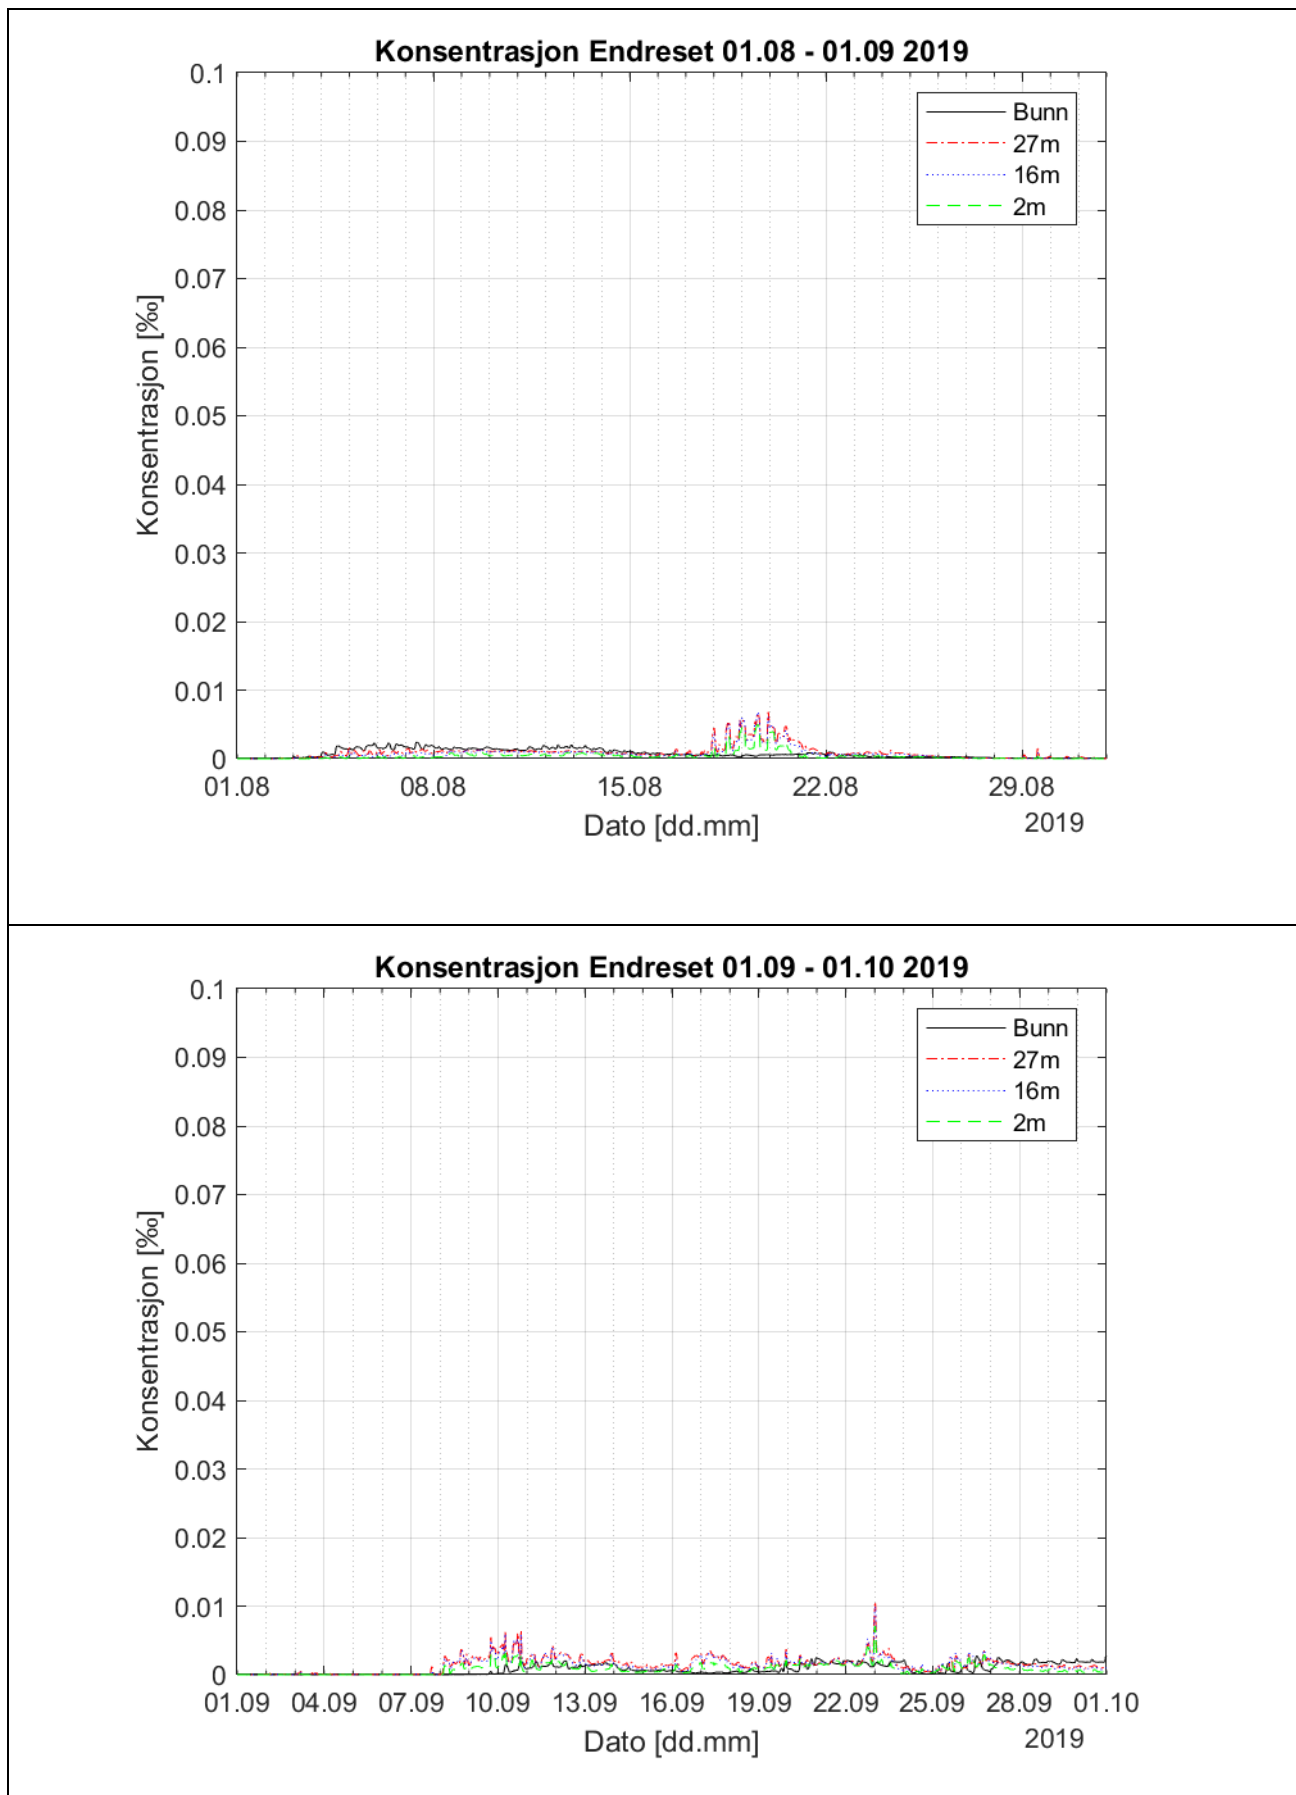 Konsentrasjon Endreset 01.08 - 01.09 2019
0.1
0.09
0.08
0.07
0.06
0.05
0.04
0.03
0.02
0.01
0
Konsentrasjon [‰]
Bunn
27m
16m
2m
01.08 08.08 15.08 22.08 29.08
Dato [dd.mm]
2019
Konsentrasjon Endreset 01.09 - 01.10 2019
0.1
0.09
0.08
0.07
0.06
0.05
0.04
0.03
0.02
0.01
0
Konsentrasjon [‰]
Bunn
27m
16m
2m
01.09 04.09 07.09 10.09 13.09 16.09 19.09 22.09 25.09 28.09 01.10
Dato [dd.mm]
2019